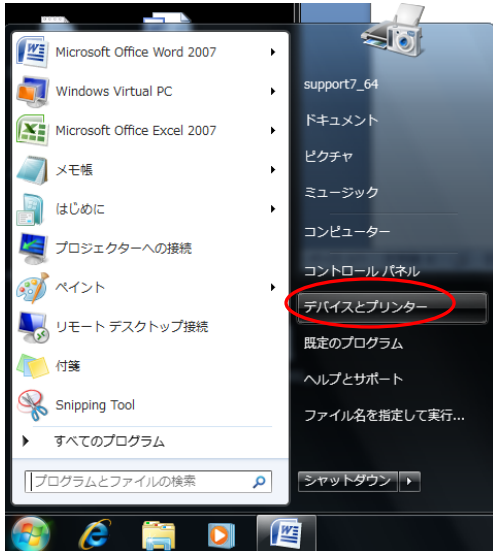 Microsoft Office Word 2007
Windows Virtual PC
Microsoft Office Excel 2007
メモ帳
はじめに
プロジェクターへの接続
ペイント
リモート デスクトップ接続
付箋
Snipping Tool
すべてのプログラム
プログラムとファイルの検索
support7_64
ドキュメント
ピクチャ
ミュージック
コンピューター
コントロール パネル
デバイスとプリンター
既定のプログラム
ヘルプとサポート
ファイル名を指定して実行...
シャットダウン